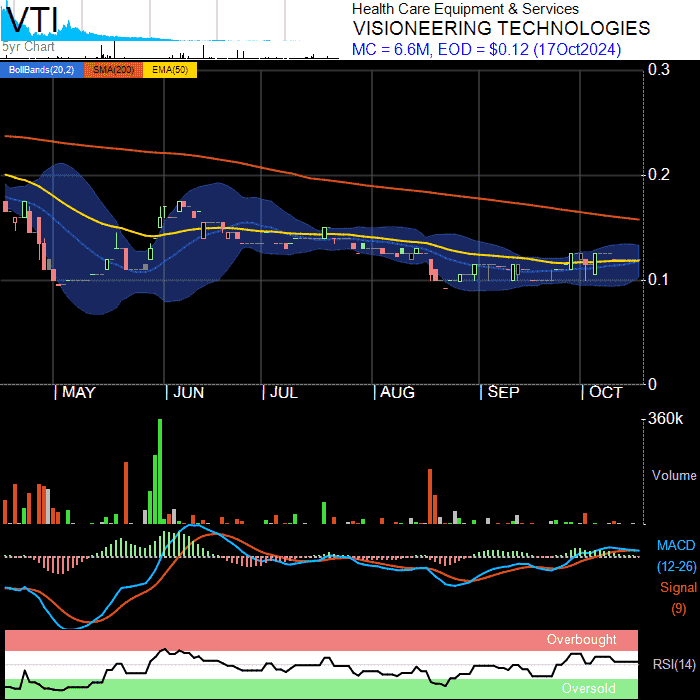 VTI
5yr Chart
Health Care Equipment & Services
VISIONEERING TECHNOLOGIES
MC = 6.6M, EOD = $0.12 (17Oct2024)
BollBands(20,2) SMA(200) EMA(50)
0.3
0.2
0.1
0
MAY JUN JUL AUG SEP OCT
360k
Volume
MACD
(12-26)
Signal
(9)
Overbought
RSI(14)
Oversold